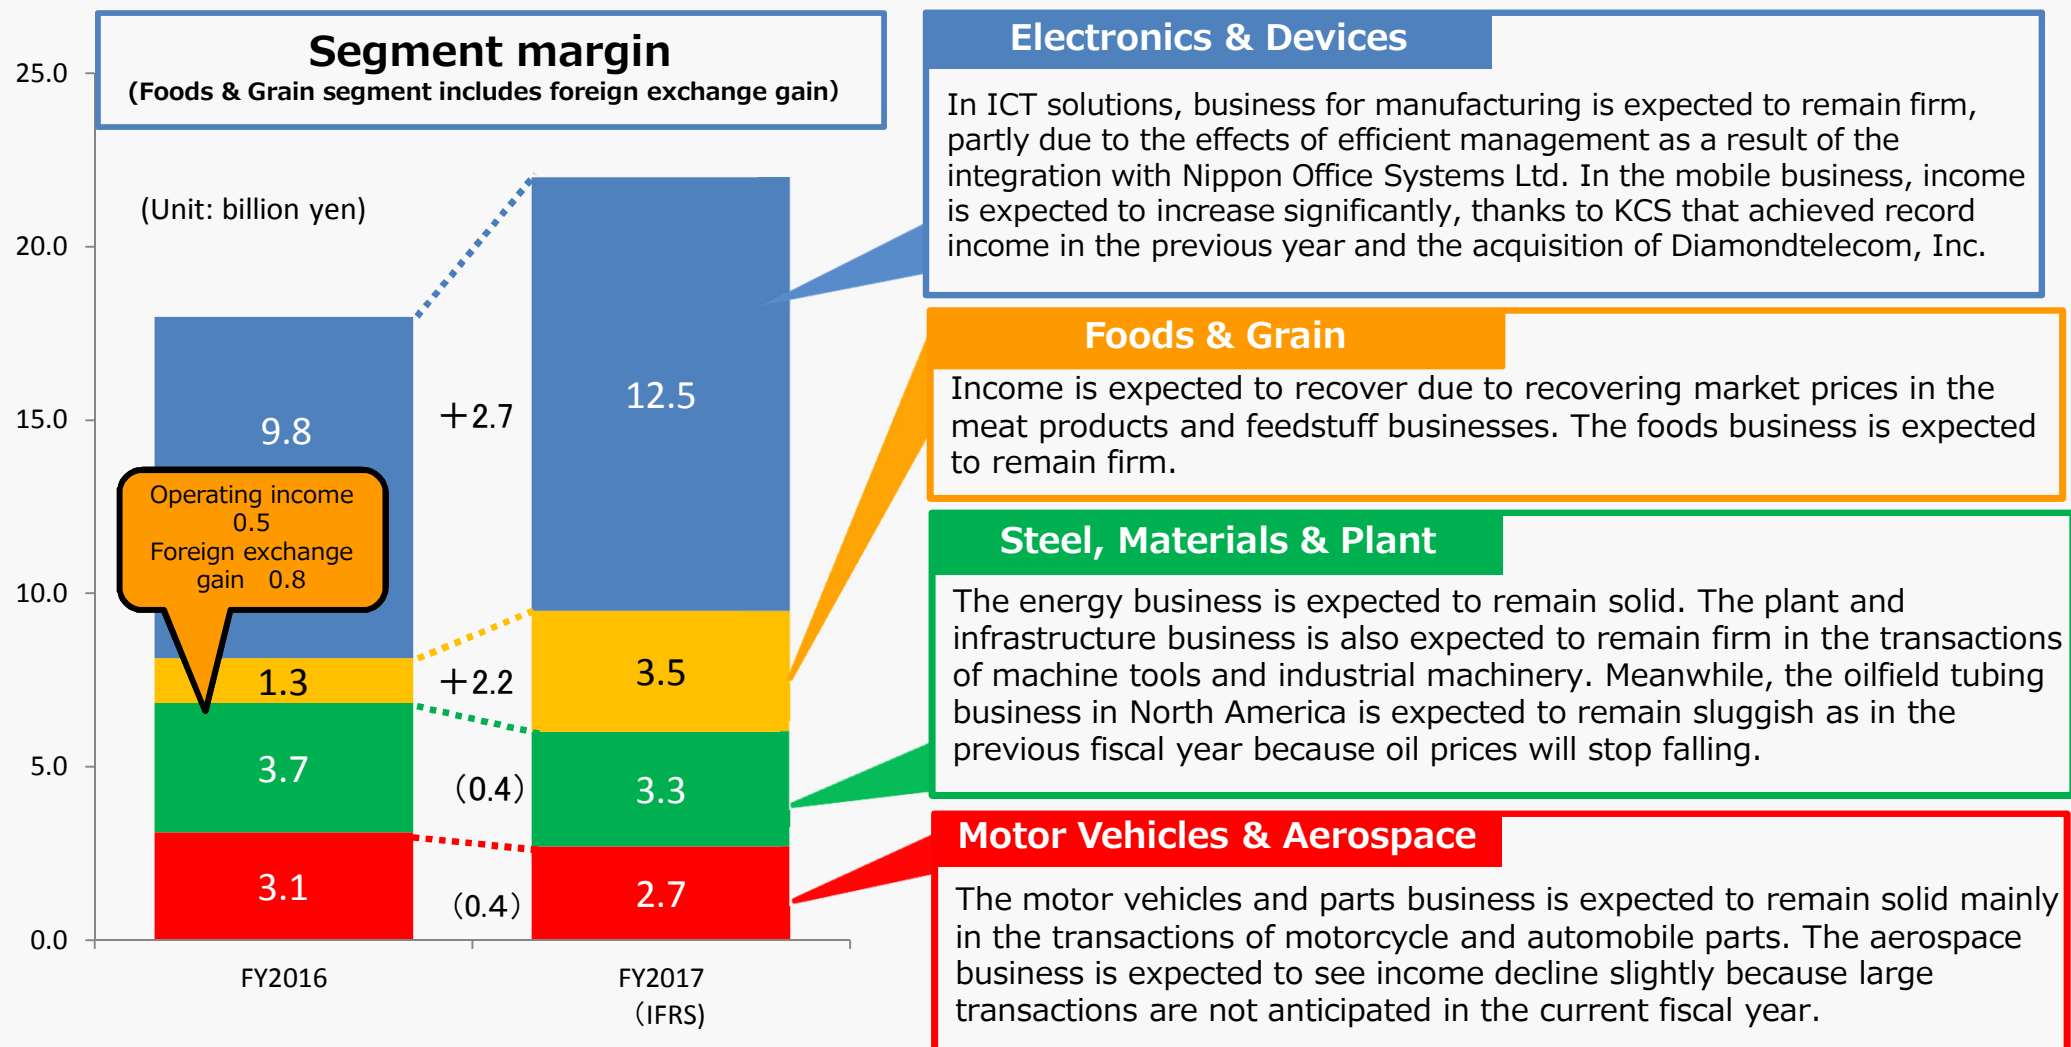 Segment margin
(Foods & Grain segment includes foreign exchange gain）
(Unit: billion yen)
25.0
20.0
15.0
10.0
5.0
0.0
9.8
＋2.7
12.5
Operating income
0.5
Foreign exchange
gain 0.8
1.3
＋2.2
3.5
3.7
（0.4）
3.3
3.1
（0.4）
2.7
FY2016
FY2017
（IFRS)
Electronics & Devices
In ICT solutions, business for manufacturing is expected to remain firm,
partly due to the effects of efficient management as a result of the
integration with Nippon Office Systems Ltd. In the mobile business, income
is expected to increase significantly, thanks to KCS that achieved record
income in the previous year and the acquisition of Diamondtelecom, Inc.
Foods & Grain
Income is expected to recover due to recovering market prices in the
meat products and feedstuff businesses. The foods business is expected
to remain firm.
Steel, Materials & Plant
The energy business is expected to remain solid. The plant and
infrastructure business is also expected to remain firm in the transactions
of machine tools and industrial machinery. Meanwhile, the oilfield tubing
business in North America is expected to remain sluggish as in the
previous fiscal year because oil prices will stop falling.
Motor Vehicles & Aerospace
The motor vehicles and parts business is expected to remain solid mainly
in the transactions of motorcycle and automobile parts. The aerospace
business is expected to see income decline slightly because large
transactions are not anticipated in the current fiscal year.